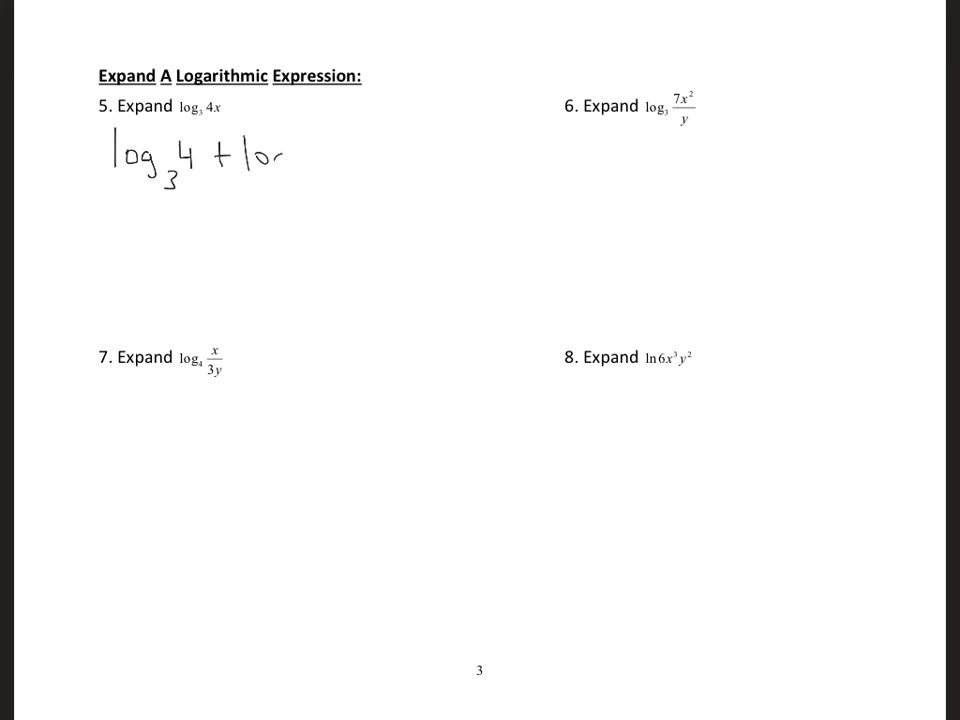 Expand A Logarithmic Expression:
5. Expand log₃ 4x
6. Expand log₃ 7x²/y
log₃ 4 + lo
7. Expand log₄ x/3y
8. Expand ln 6x³y²
3